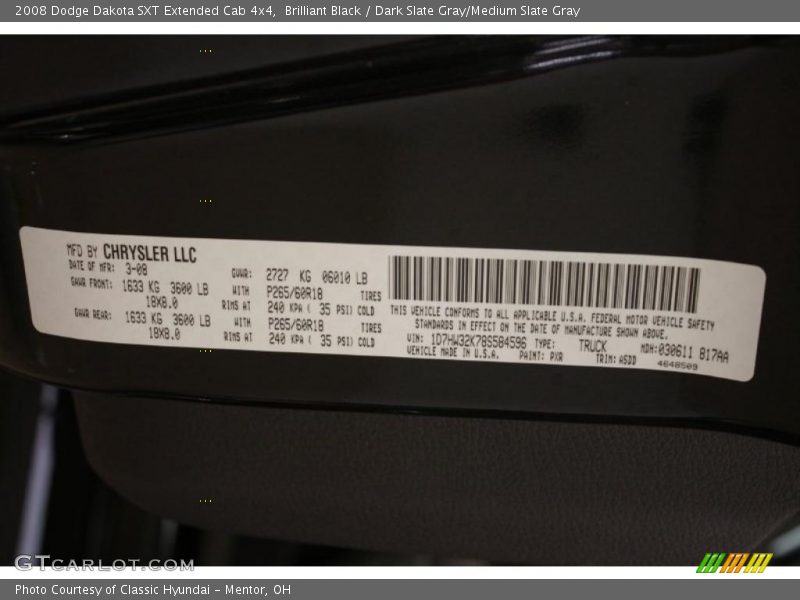 2008 Dodge Dakota SXT Extended Cab 4x4, Brilliant Black / Dark Slate Gray/Medium Slate Gray
MFD BY CHRYSLER LLC
DATE OF MFR: 3-08 GVWR: 2727 KG 06010 LB
GAWR FRONT: 1633 KG 3600 LB WITH P265/60R18 TIRES
18X8.0 RIMS AT 240 KPA ( 35 PSI) COLD
GAWR REAR: 1633 KG 3600 LB WITH P265/60R18 TIRES
18X8.0 RIMS AT 240 KPA ( 35 PSI) COLD
THIS VEHICLE CONFORMS TO ALL APPLICABLE U.S.A. FEDERAL MOTOR VEHICLE SAFETY
STANDARDS IN EFFECT ON THE DATE OF MANUFACTURE SHOWN ABOVE.
VIN: 1D7HW32K78S584596 TYPE: TRUCK MDH:030611 817AA
VEHICLE MADE IN U.S.A. PAINT: PXR TRIM: ASDD 4648509
GTCARLOT.COM
Photo Courtesy of Classic Hyundai - Mentor, OH